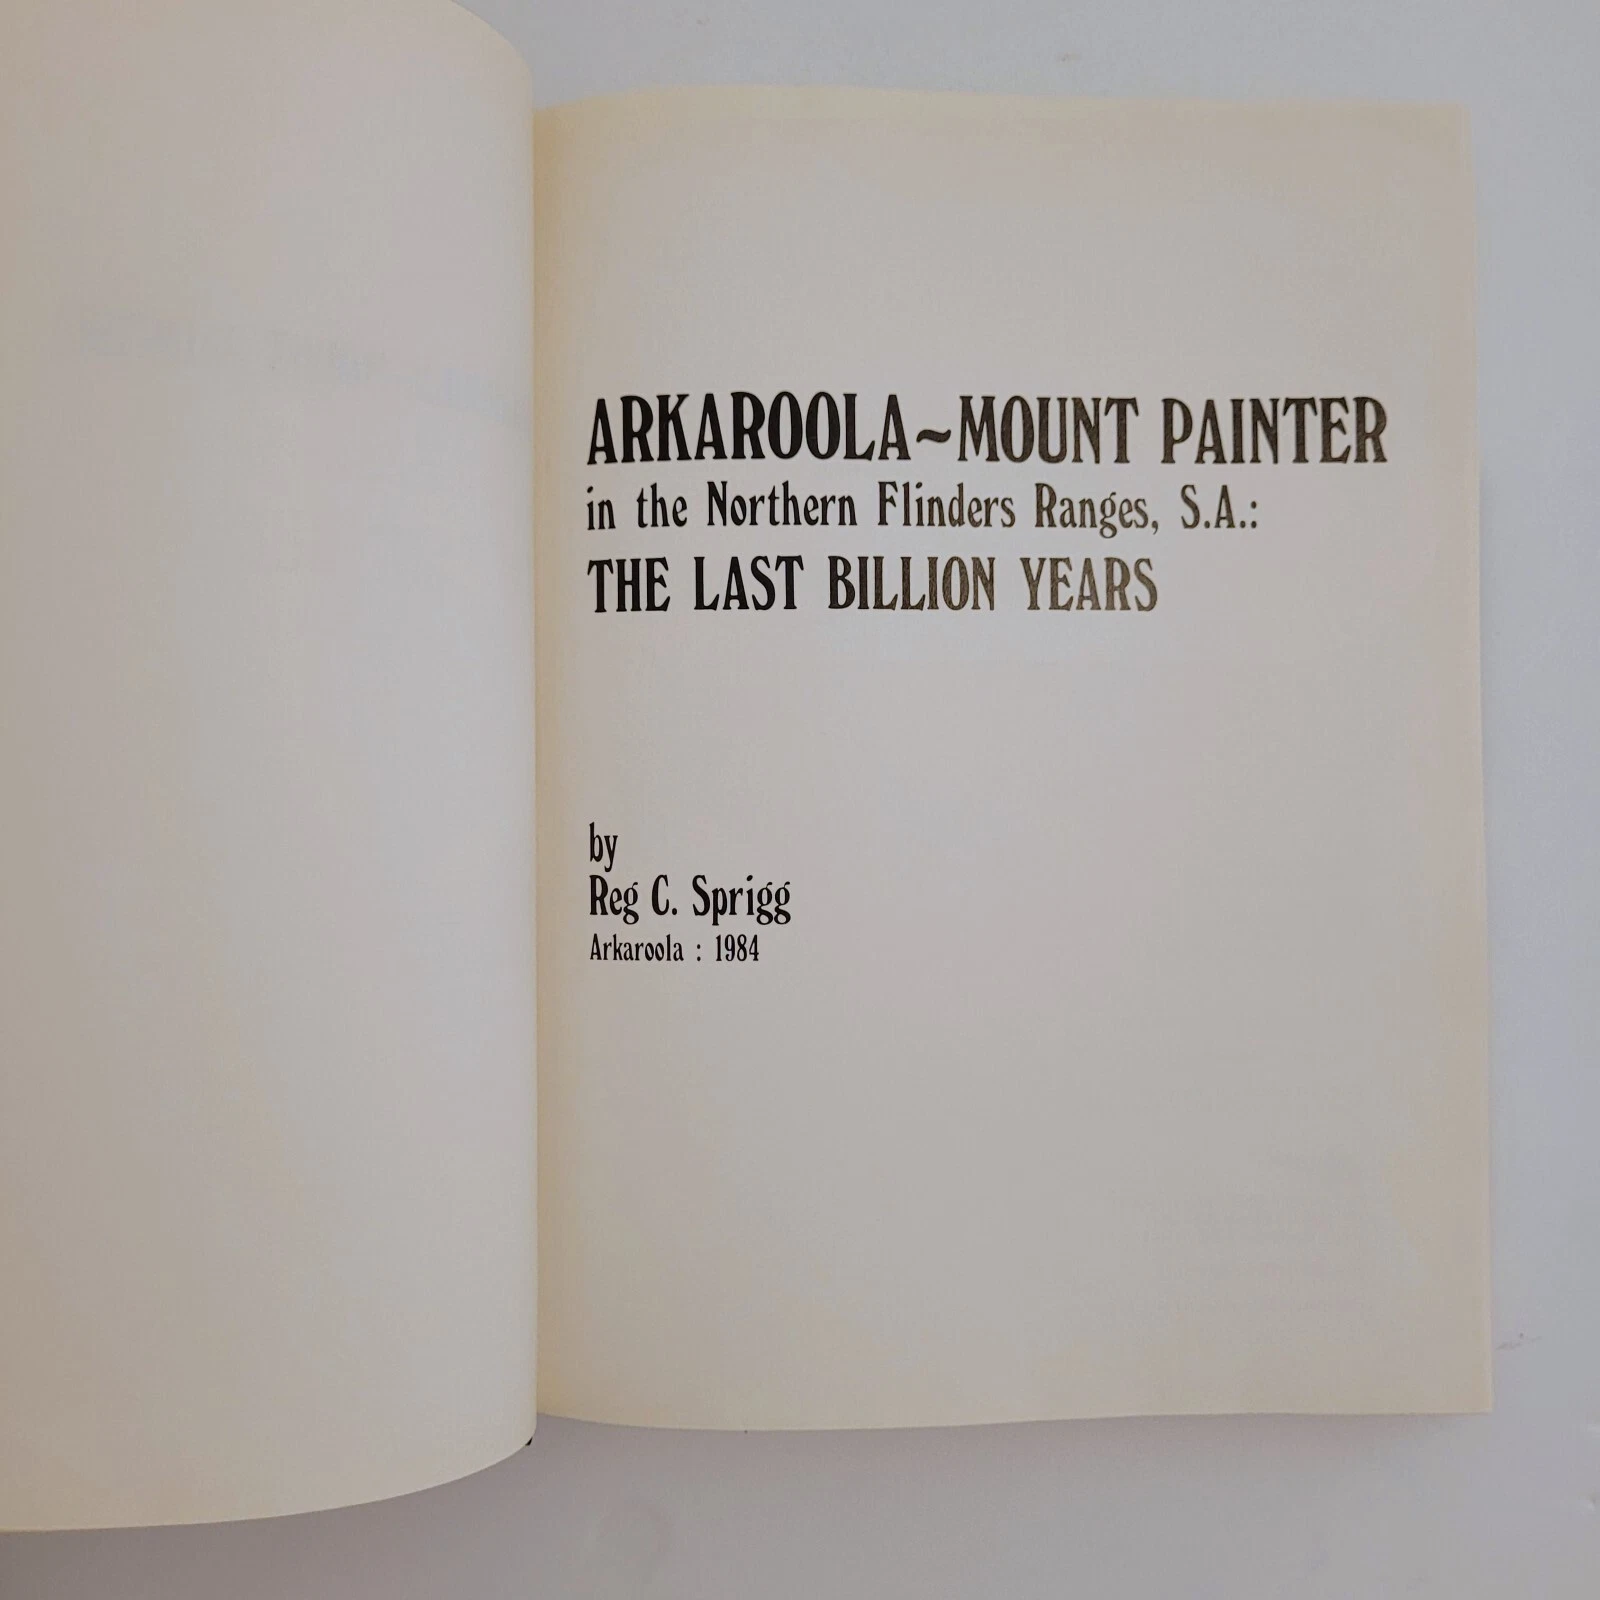 ARKAROOLA~MOUNT PAINTER
in the Northern Flinders Ranges, S.A.:
THE LAST BILLION YEARS
by
Reg C. Sprigg
Arkaroola : 1984